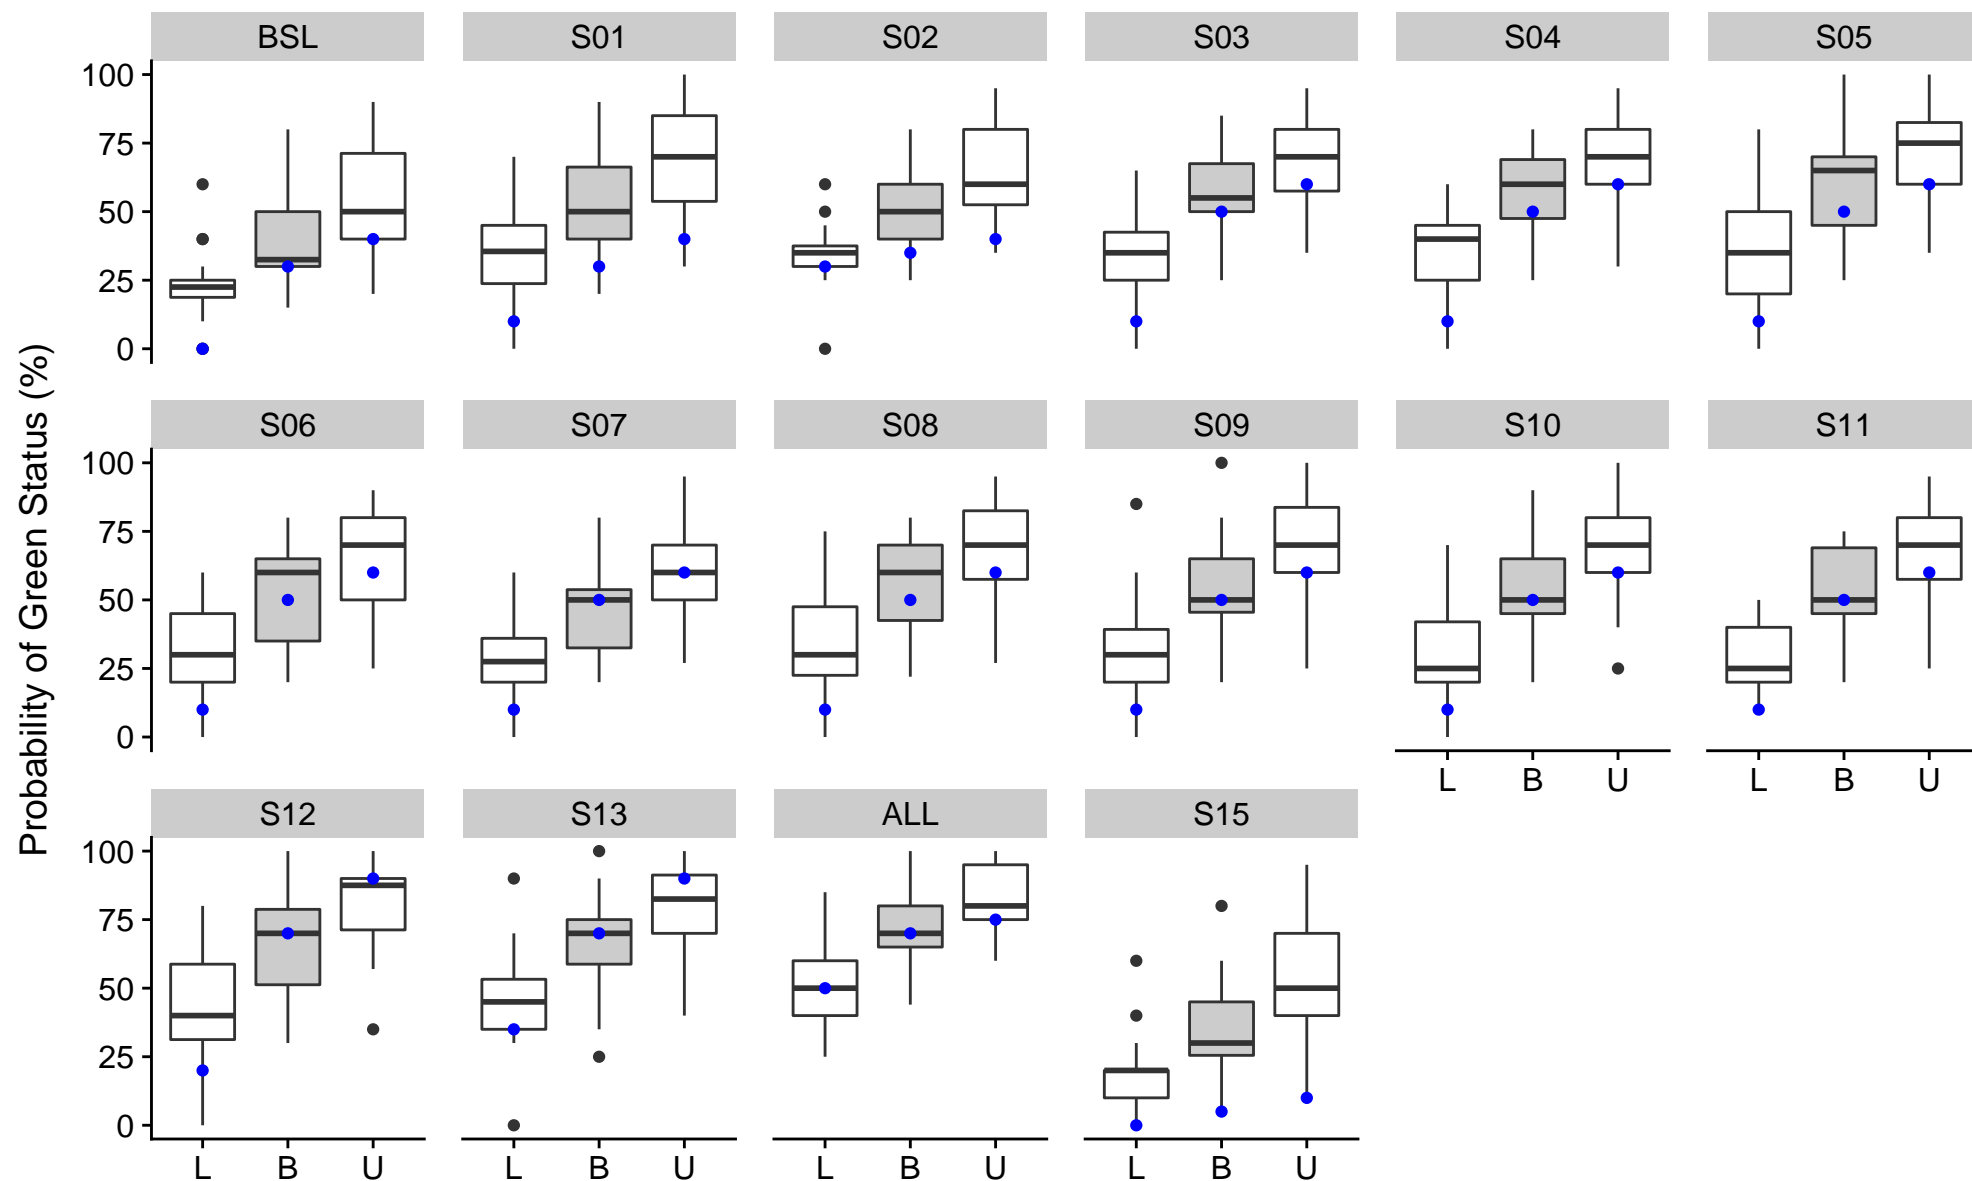 BSL S01 S02 S03 S04 S05
100
75
50
25
0
Probability of Green Status (%)
S06 S07 S08 S09 S10 S11
100
75
50
25
0
L B U L B U
S12 S13 ALL S15
100
75
50
25
0
L B U L B U L B U L B U